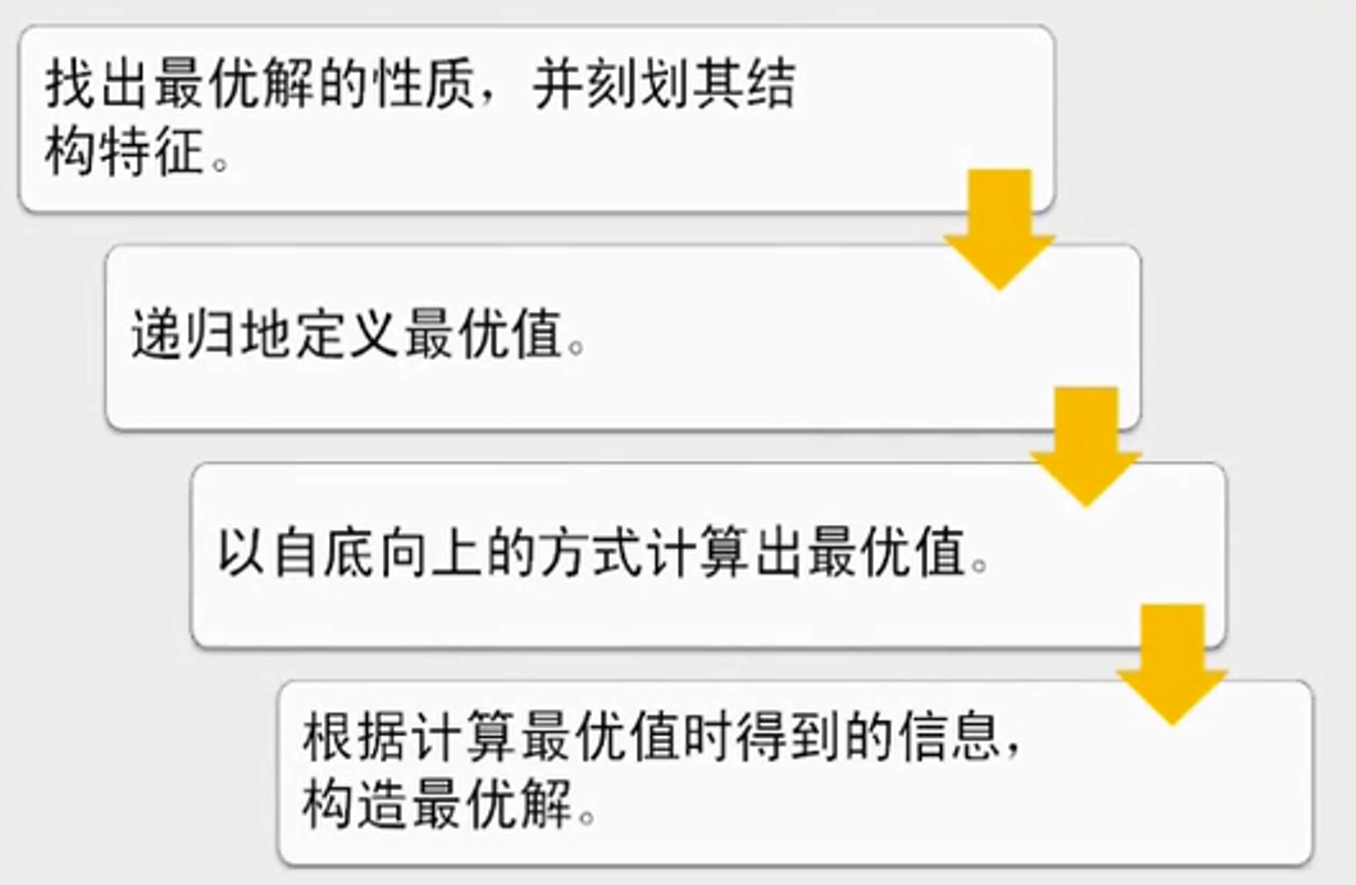 找出最优解的性质，并刻划其结
构特征。
递归地定义最优值。
以自底向上的方式计算出最优值。
根据计算最优值时得到的信息，
构造最优解。